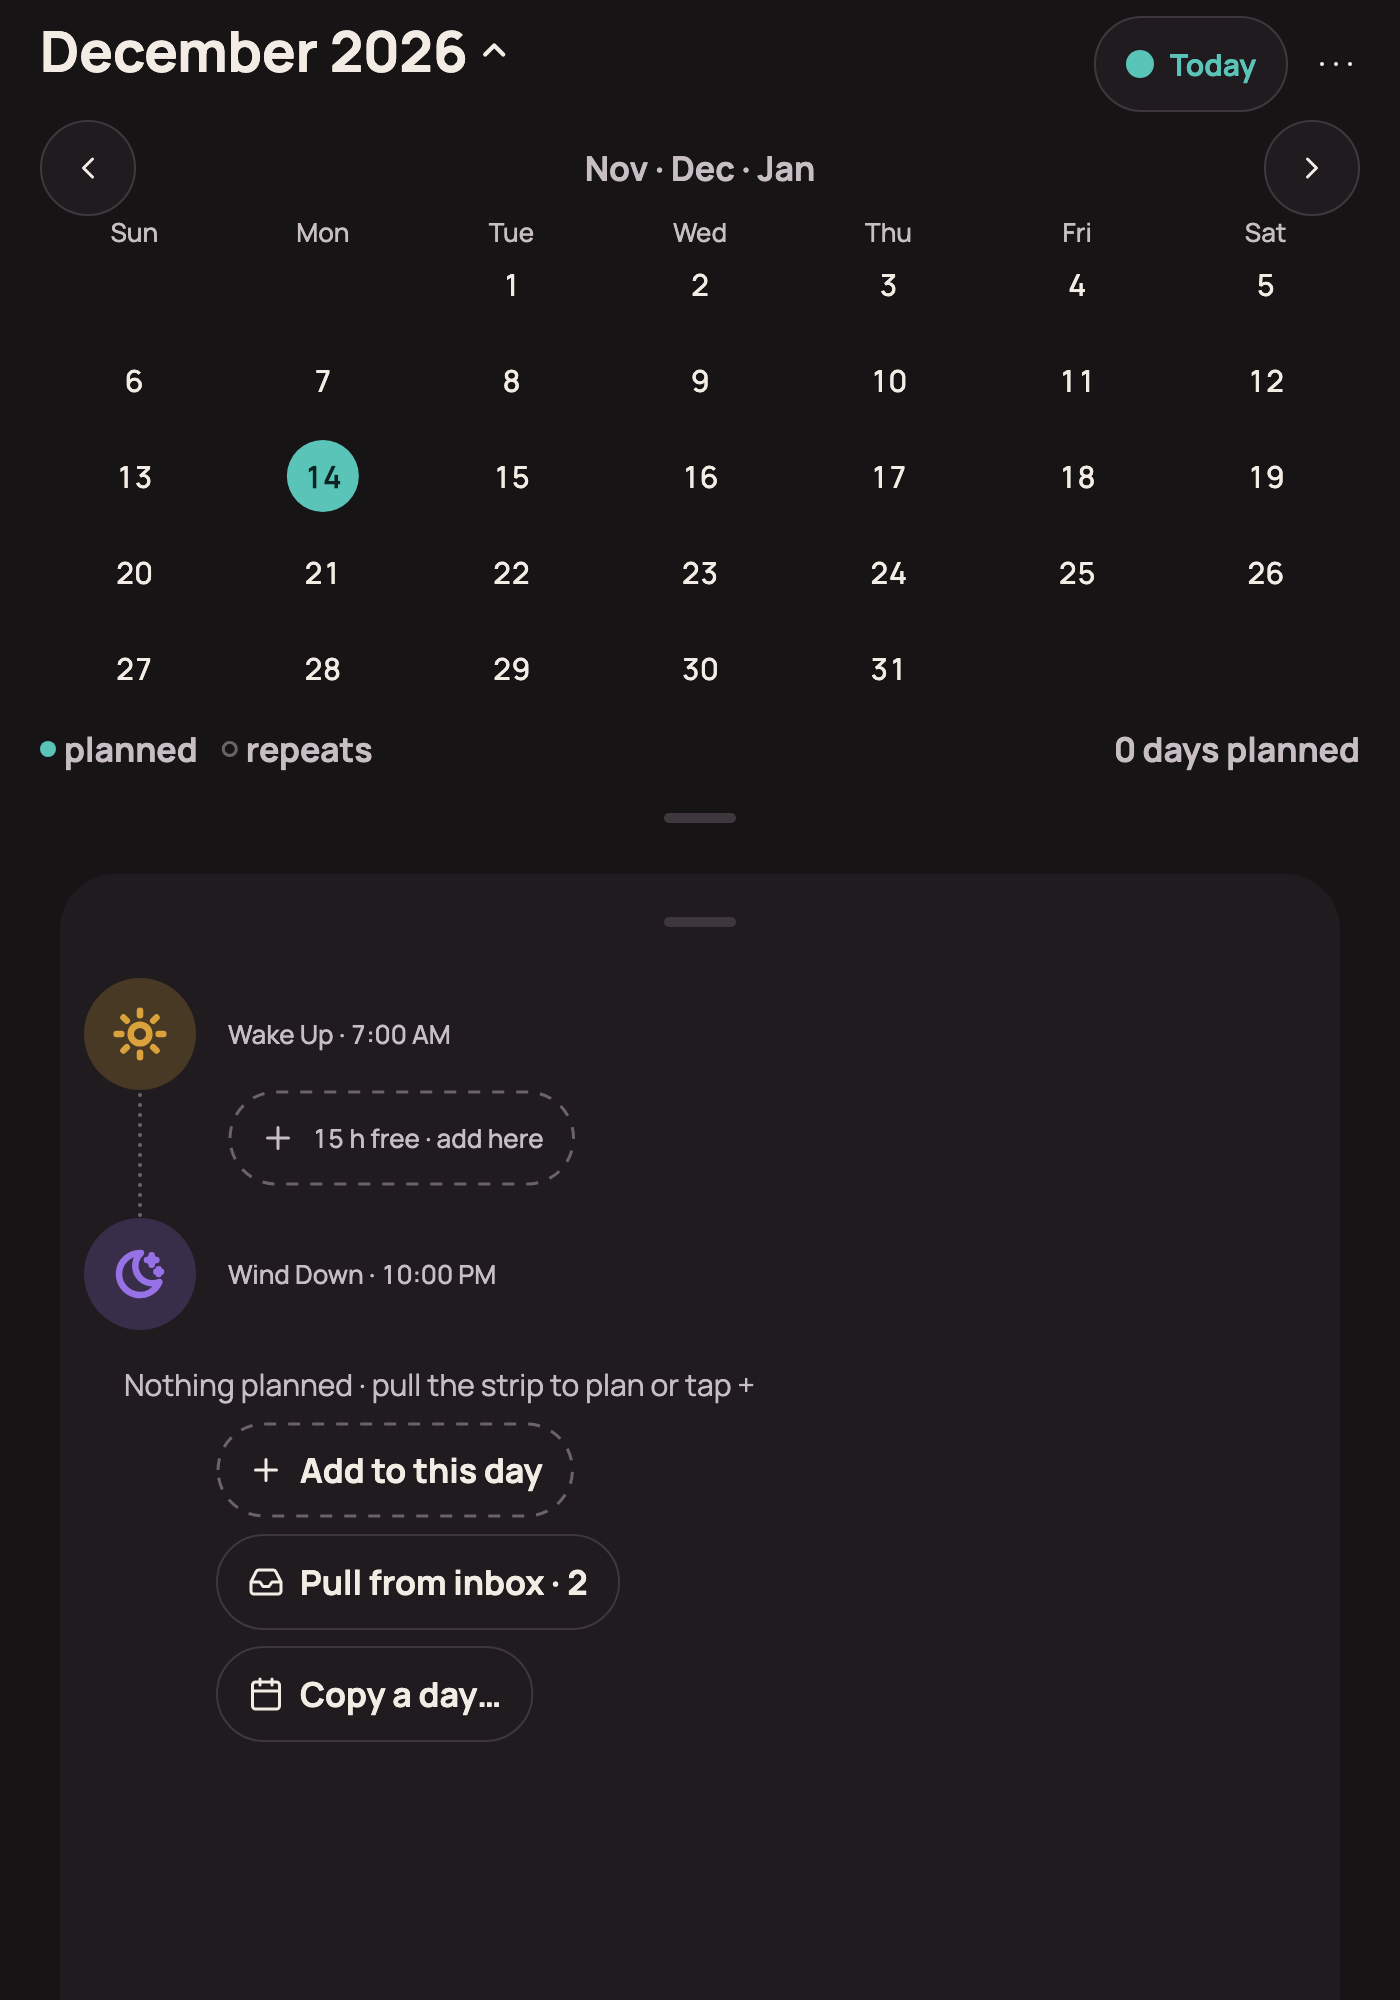 December 2026
Today
...
Nov · Dec · Jan
Sun Mon Tue Wed Thu Fri Sat
1 2 3 4 5
6 7 8 9 10 11 12
13 14 15 16 17 18 19
20 21 22 23 24 25 26
27 28 29 30 31
planned repeats 0 days planned
Wake Up · 7:00 AM
+ 15 h free · add here
Wind Down · 10:00 PM
Nothing planned · pull the strip to plan or tap +
+ Add to this day
Pull from inbox · 2
Copy a day...